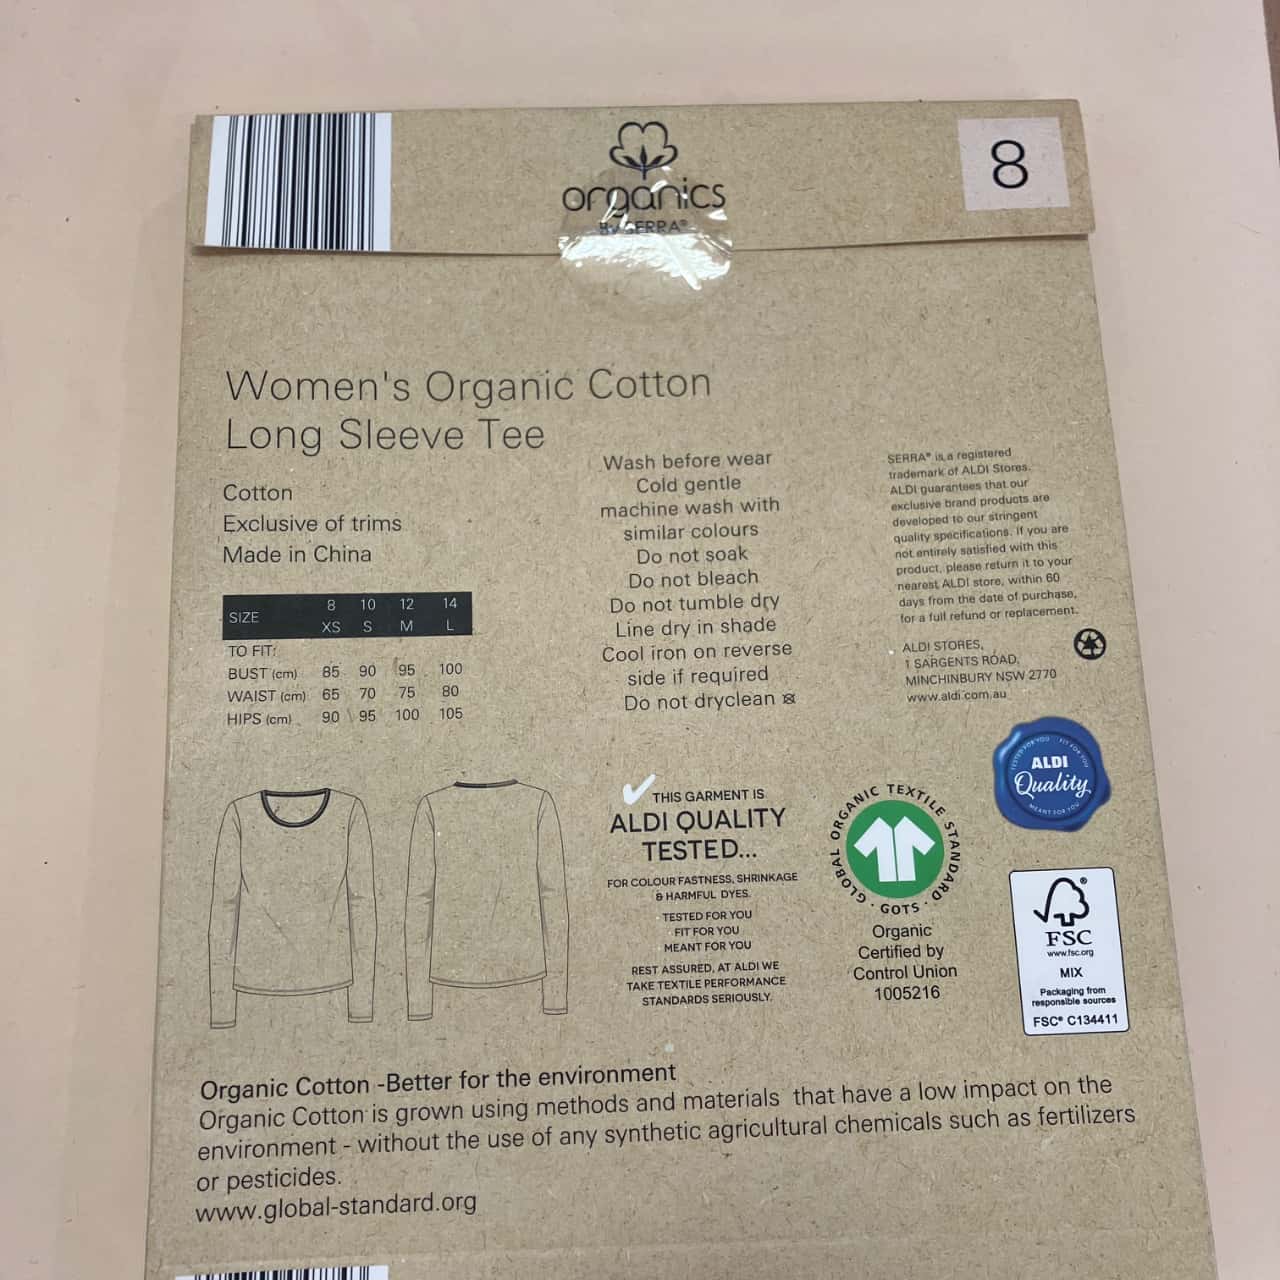 organics
BY SERRA®
8
Women's Organic Cotton
Long Sleeve Tee
Cotton
Exclusive of trims
Made in China
SIZE 8 10 12 14
XS S M L
TO FIT:
BUST (cm) 85 90 95 100
WAIST (cm) 65 70 75 80
HIPS (cm) 90 95 100 105
Wash before wear
Cold gentle
machine wash with
similar colours
Do not soak
Do not bleach
Do not tumble dry
Line dry in shade
Cool iron on reverse
side if required
Do not dryclean
SERRA® is a registered
trademark of ALDI Stores.
ALDI guarantees that our
exclusive brand products are
developed to our stringent
quality specifications. If you are
not entirely satisfied with this
product, please return it to your
nearest ALDI store, within 60
days from the date of purchase,
for a full refund or replacement.
ALDI STORES,
1 SARGENTS ROAD,
MINCHINBURY NSW 2770
www.aldi.com.au
TESTED FOR YOU FIT FOR YOU
ALDI
Quality
MEANT FOR YOU
THIS GARMENT IS
ALDI QUALITY
TESTED...
FOR COLOUR FASTNESS, SHRINKAGE
& HARMFUL DYES.
TESTED FOR YOU
FIT FOR YOU
MEANT FOR YOU
REST ASSURED, AT ALDI WE
TAKE TEXTILE PERFORMANCE
STANDARDS SERIOUSLY.
GLOBAL ORGANIC TEXTILE STANDARD · GOTS ·
Organic
Certified by
Control Union
1005216
®
FSC
www.fsc.org
MIX
Packaging from
responsible sources
FSC® C134411
Organic Cotton -Better for the environment
Organic Cotton is grown using methods and materials that have a low impact on the
environment - without the use of any synthetic agricultural chemicals such as fertilizers
or pesticides.
www.global-standard.org